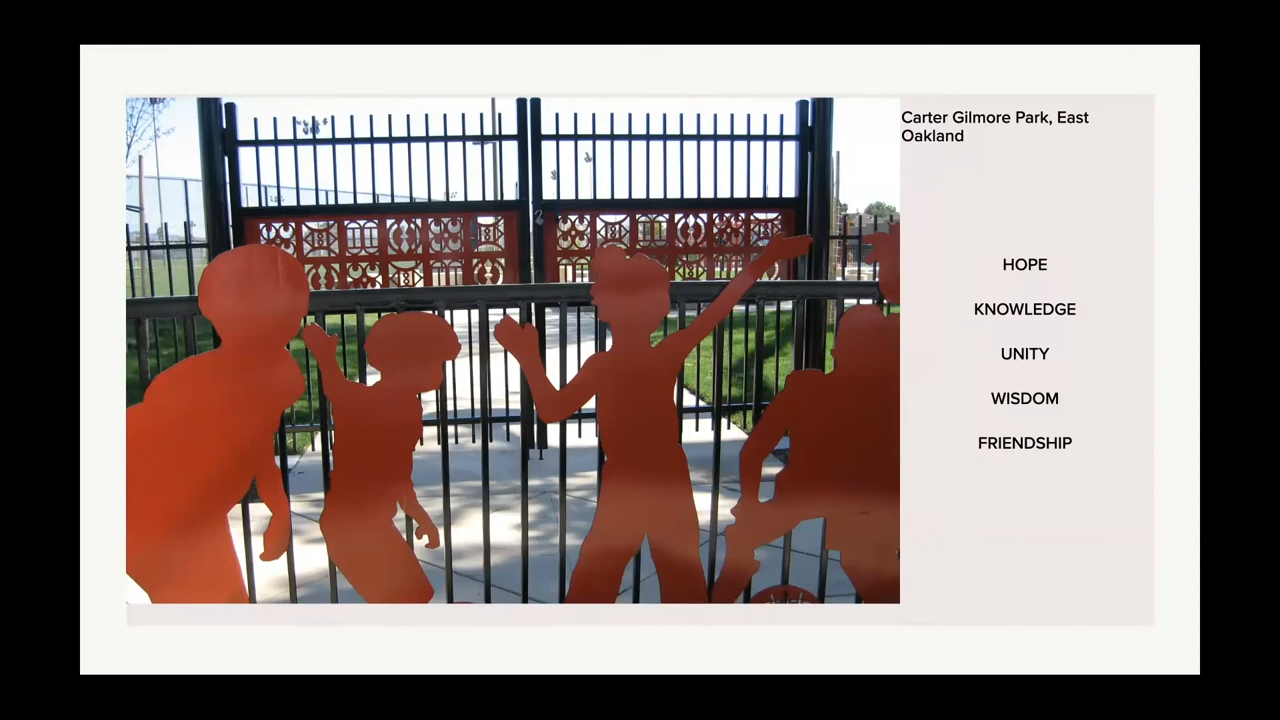 Carter Gilmore Park, East
Oakland
HOPE
KNOWLEDGE
UNITY
WISDOM
FRIENDSHIP